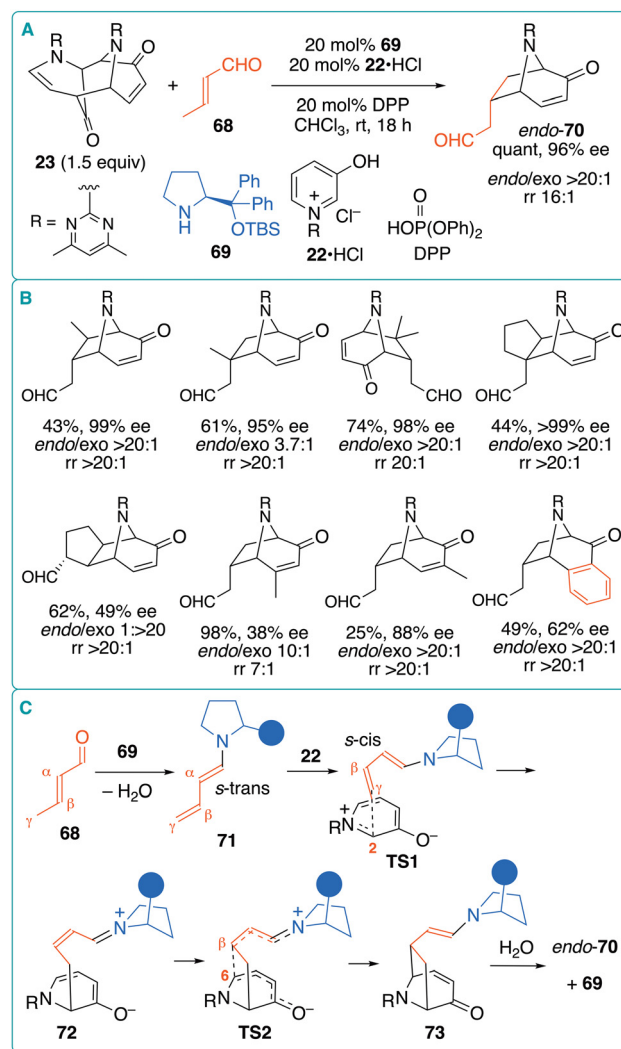 A
R
N
R
N
O
O
23 (1.5 equiv)
+
CHO
68
20 mol% 69
20 mol% 22•HCl
20 mol% DPP
CHCl3, rt, 18 h
R
N
O
OHC
endo-70
quant, 96% ee
endo/exo >20:1
rr 16:1
R =
N
N
N
H
Ph
Ph
OTBS
69
OH
+
N
R
Cl−
22•HCl
O
HOP(OPh)2
DPP
B
R
N
O
OHC
43%, 99% ee
endo/exo >20:1
rr >20:1
R
N
O
OHC
61%, 95% ee
endo/exo 3.7:1
rr >20:1
R
N
O
CHO
74%, 98% ee
endo/exo >20:1
rr 20:1
R
N
O
OHC
44%, >99% ee
endo/exo >20:1
rr >20:1
R
N
O
OHC
62%, 49% ee
endo/exo 1:>20
rr >20:1
R
N
O
OHC
98%, 38% ee
endo/exo 10:1
rr 7:1
R
N
O
OHC
25%, 88% ee
endo/exo >20:1
rr >20:1
R
N
O
OHC
49%, 62% ee
endo/exo >20:1
rr >20:1
C
O
α
β
γ
68
69
− H2O
N
α
β
γ
s-trans
71
22
s-cis
β
γ
N
+
RN
2
O−
TS1
+
N
RN
O−
72
+
N
β
6
RN
O−
TS2
N
RN
O
73
H2O
endo-70
+ 69